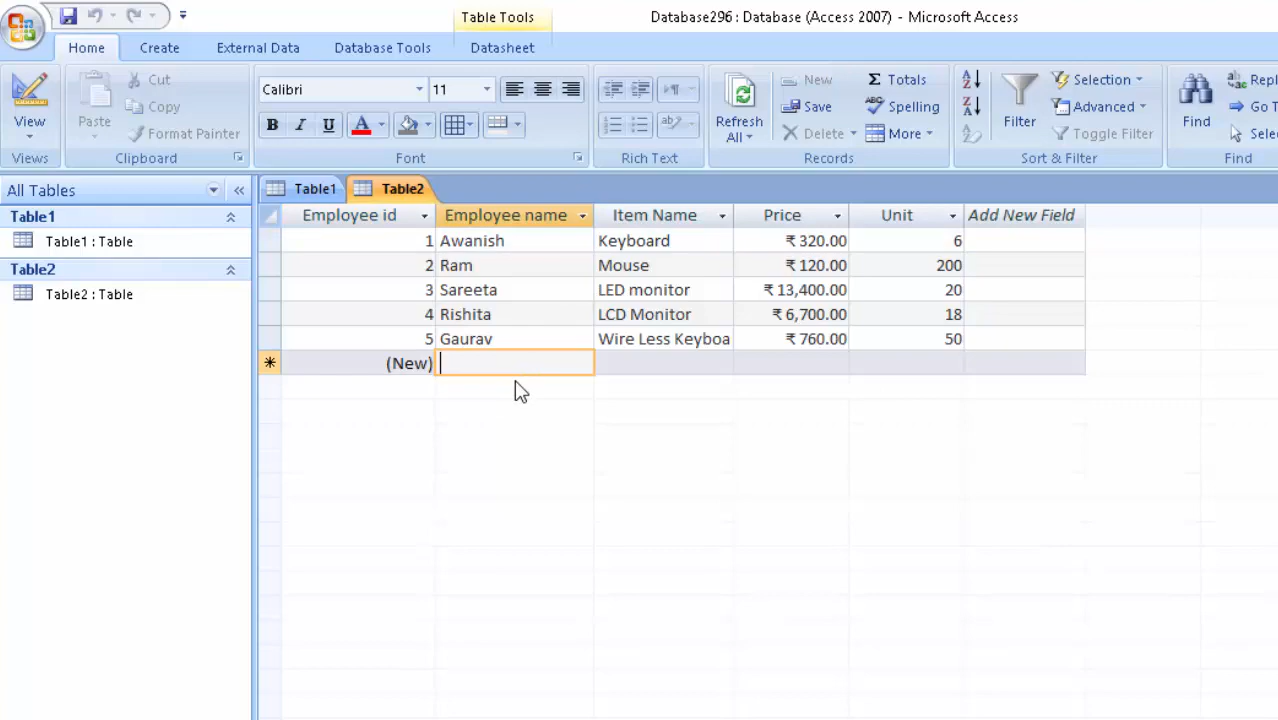 Table Tools Database296 : Database (Access 2007) - Microsoft Access
Home Create External Data Database Tools Datasheet
View
Views
Paste
Cut
Copy
Format Painter
Clipboard
Calibri 11
B I U A
Font
Rich Text
Refresh All
New
Save
Delete
Σ Totals
Spelling
More
Records
Filter
Selection
Advanced
Toggle Filter
Sort & Filter
Find
Find
All Tables
Table1
Table1 : Table
Table2
Table2 : Table
Table1 Table2
Employee id Employee name Item Name Price Unit Add New Field
1 Awanish Keyboard ₹ 320.00 6
2 Ram Mouse ₹ 120.00 200
3 Sareeta LED monitor ₹ 13,400.00 20
4 Rishita LCD Monitor ₹ 6,700.00 18
5 Gaurav Wire Less Keyboa ₹ 760.00 50
(New)